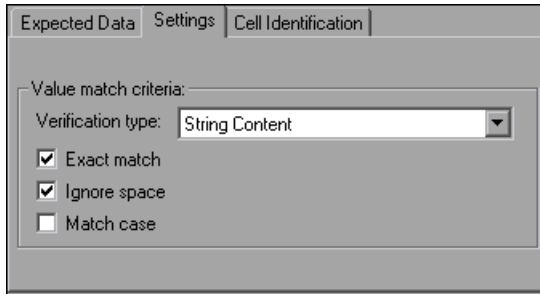 Expected Data Settings Cell Identification
Value match criteria:
Verification type: String Content
Exact match
Ignore space
Match case